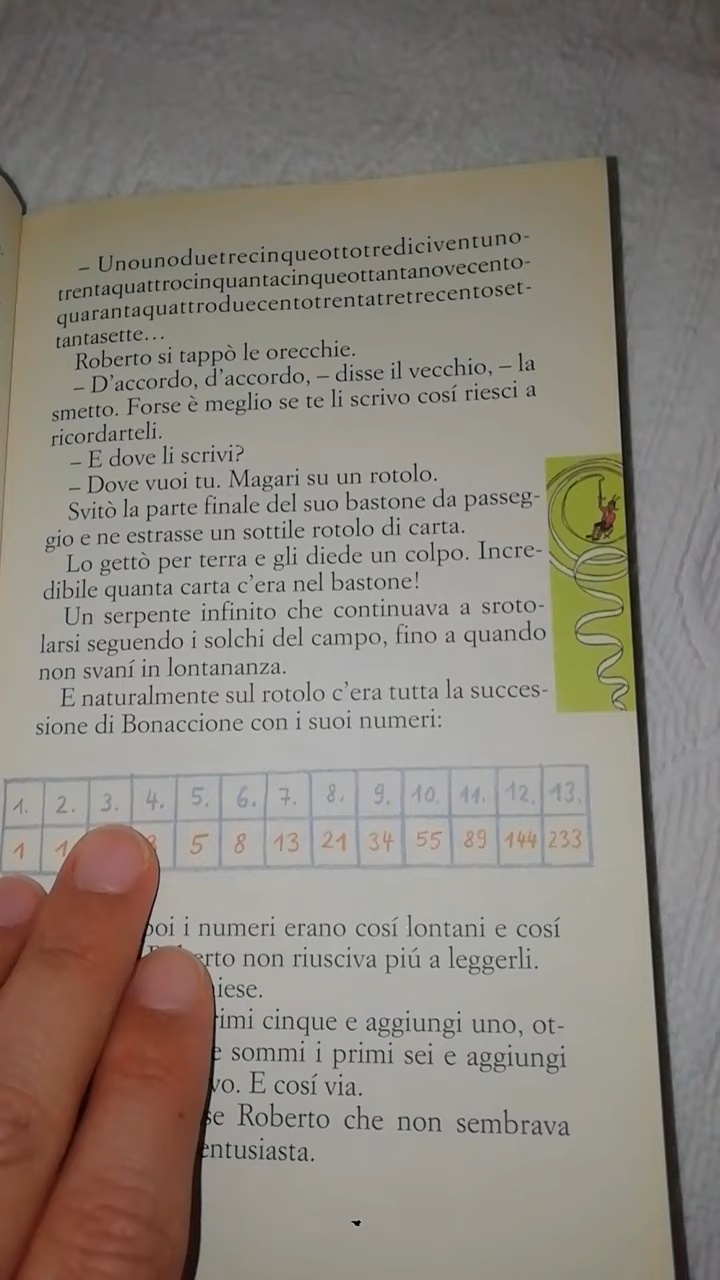 – Unounoduetrecinqueottotrediciventuno-
trentaquattrocinquantacinqueottantanovecento-
quarantaquattroduecentotrentatretrecentoset-
tantasette...
Roberto si tappò le orecchie.
– D'accordo, d'accordo, – disse il vecchio, – la
smetto. Forse è meglio se te li scrivo cosí riesci a
ricordarteli.
– E dove li scrivi?
– Dove vuoi tu. Magari su un rotolo.
Svitò la parte finale del suo bastone da passeg-
gio e ne estrasse un sottile rotolo di carta.
Lo gettò per terra e gli diede un colpo. Incre-
dibile quanta carta c'era nel bastone!
Un serpente infinito che continuava a sroto-
larsi seguendo i solchi del campo, fino a quando
non svaní in lontananza.
E naturalmente sul rotolo c'era tutta la succes-
sione di Bonaccione con i suoi numeri:
1. 2. 3. 4. 5. 6. 7. 8. 9. 10. 11. 12. 13.
1 1 5 8 13 21 34 55 89 144 233
poi i numeri erano cosí lontani e cosí
non riusciva piú a leggerli.
cinque e aggiungi uno, ot-
sommi i primi sei e aggiungi
E cosí via.
Roberto che non sembrava